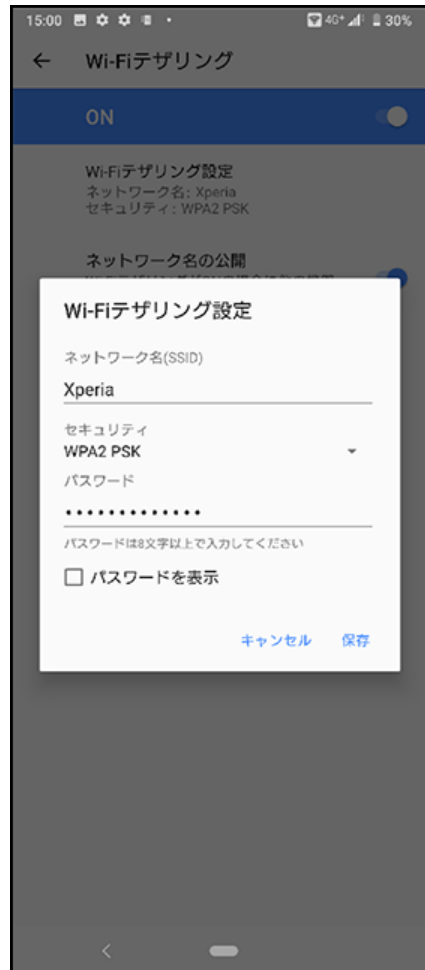 15:00
4G+
30%
Wi-Fiテザリング
ON
Wi-Fiテザリング設定
ネットワーク名: Xperia
セキュリティ: WPA2 PSK
ネットワーク名の公開
Wi-Fiテザリング設定
ネットワーク名(SSID)
Xperia
セキュリティ
WPA2 PSK
パスワード
•••••••••••••
パスワードは8文字以上で入力してください
パスワードを表示
キャンセル 保存